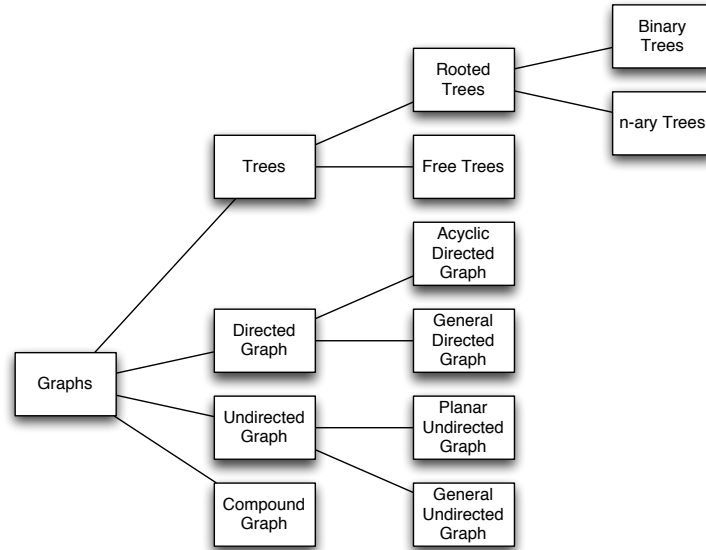 Binary
Trees
Rooted
Trees
n-ary Trees
Trees
Free Trees
Acyclic
Directed
Graph
Directed
Graph
General
Directed
Graph
Graphs
Undirected
Graph
Planar
Undirected
Graph
Compound
Graph
General
Undirected
Graph